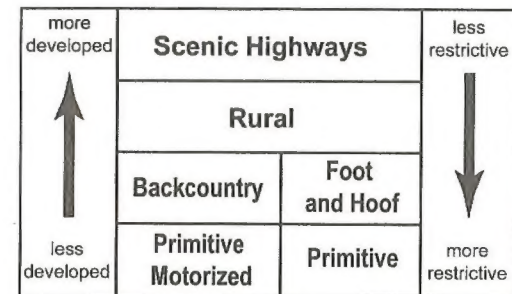 more
developed
Scenic Highways
less
restrictive
Rural
Backcountry
Foot
and Hoof
less
developed
Primitive
Motorized
Primitive
more
restrictive